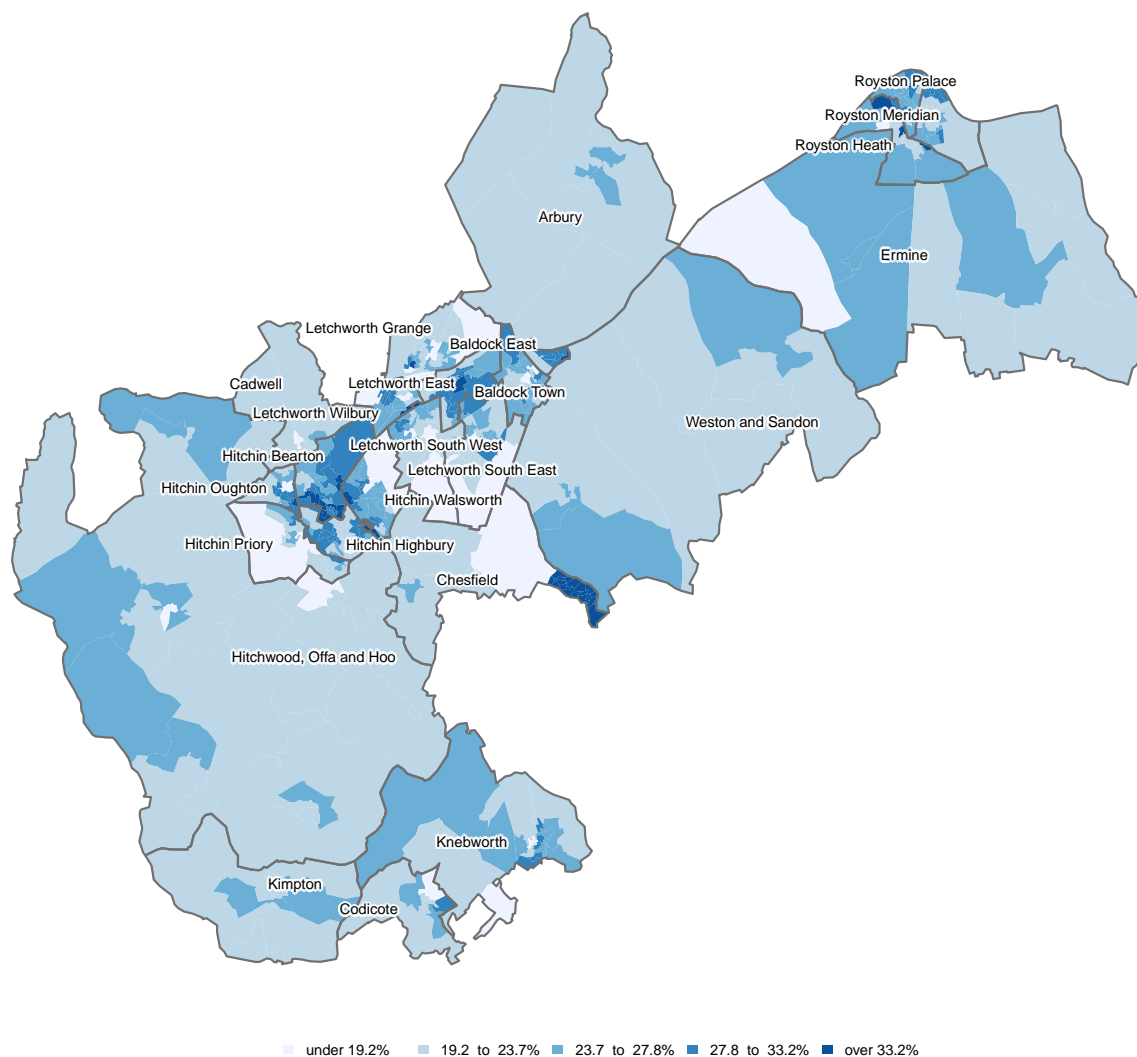 Royston Palace
Royston Meridian
Royston Heath
Arbury
Ermine
Letchworth Grange
Baldock East
Cadwell
Letchworth East
Baldock Town
Letchworth Wilbury
Weston and Sandon
Letchworth South West
Hitchin Bearton
Letchworth South East
Hitchin Oughton
Hitchin Walsworth
Hitchin Priory
Hitchin Highbury
Chesfield
Hitchwood, Offa and Hoo
Knebworth
Kimpton
Codicote
under 19.2% 19.2 to 23.7% 23.7 to 27.8% 27.8 to 33.2% over 33.2%